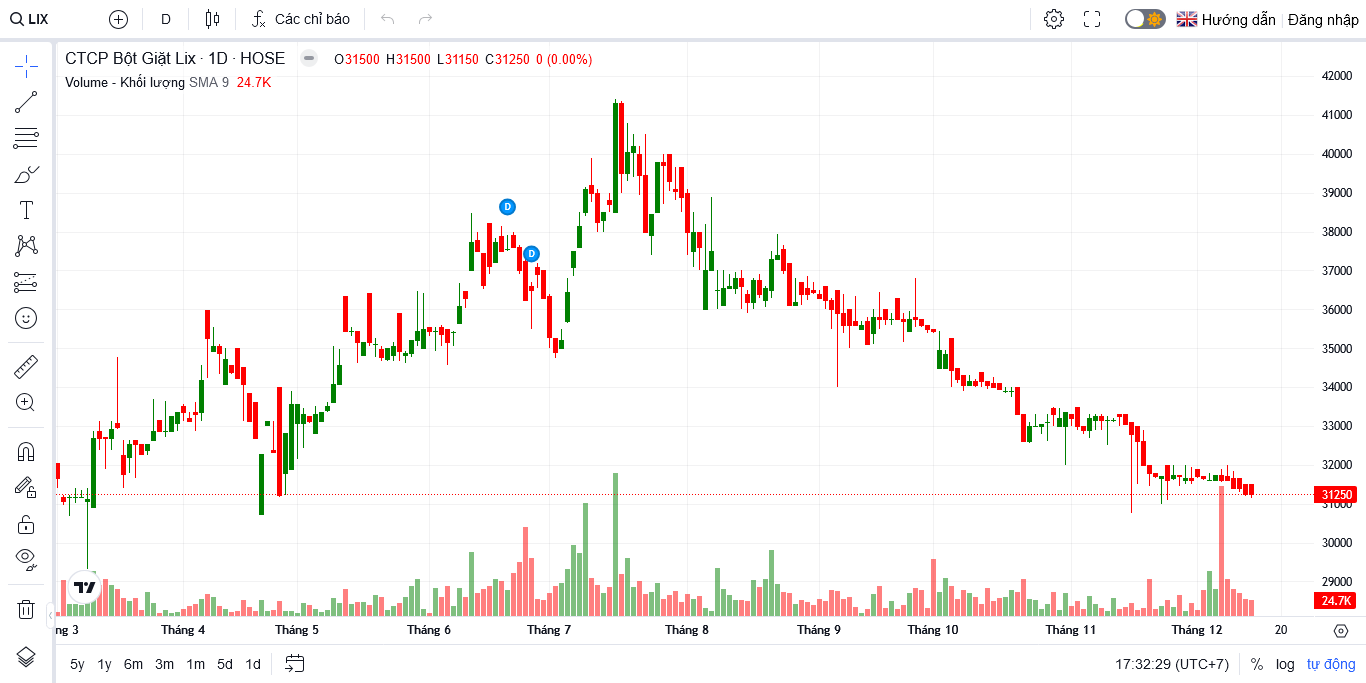 LIX D Các chỉ báo Hướng dẫn Đăng nhập
CTCP Bột Giặt Lix · 1D · HOSE O31500 H31500 L31150 C31250 0 (0.00%)
Volume - Khối lượng SMA 9 24.7K
42000
41000
40000
39000
38000
D
D
37000
36000
35000
34000
33000
32000
31250
31000
30000
29000
24.7K
ng 3 Tháng 4 Tháng 5 Tháng 6 Tháng 7 Tháng 8 Tháng 9 Tháng 10 Tháng 11 Tháng 12 20
5y 1y 6m 3m 1m 5d 1d 17:32:29 (UTC+7) % log tự động